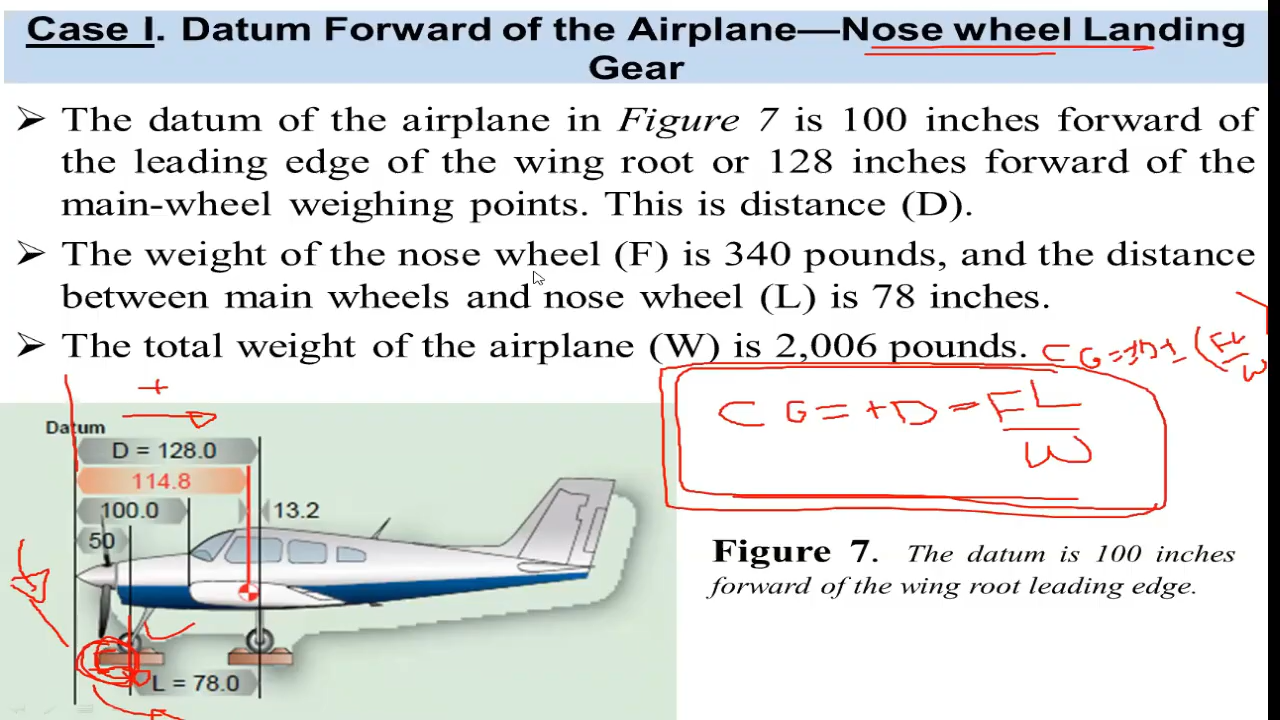 Case I. Datum Forward of the Airplane—Nose wheel Landing
Gear
➢ The datum of the airplane in Figure 7 is 100 inches forward of
the leading edge of the wing root or 128 inches forward of the
main-wheel weighing points. This is distance (D).
➢ The weight of the nose wheel (F) is 340 pounds, and the distance
between main wheels and nose wheel (L) is 78 inches.
➢ The total weight of the airplane (W) is 2,006 pounds.
CG=+D±(FL
W
+
CG = +D - FL
W
Datum
D = 128.0
114.8
100.0
13.2
50
L = 78.0
Figure 7. The datum is 100 inches
forward of the wing root leading edge.